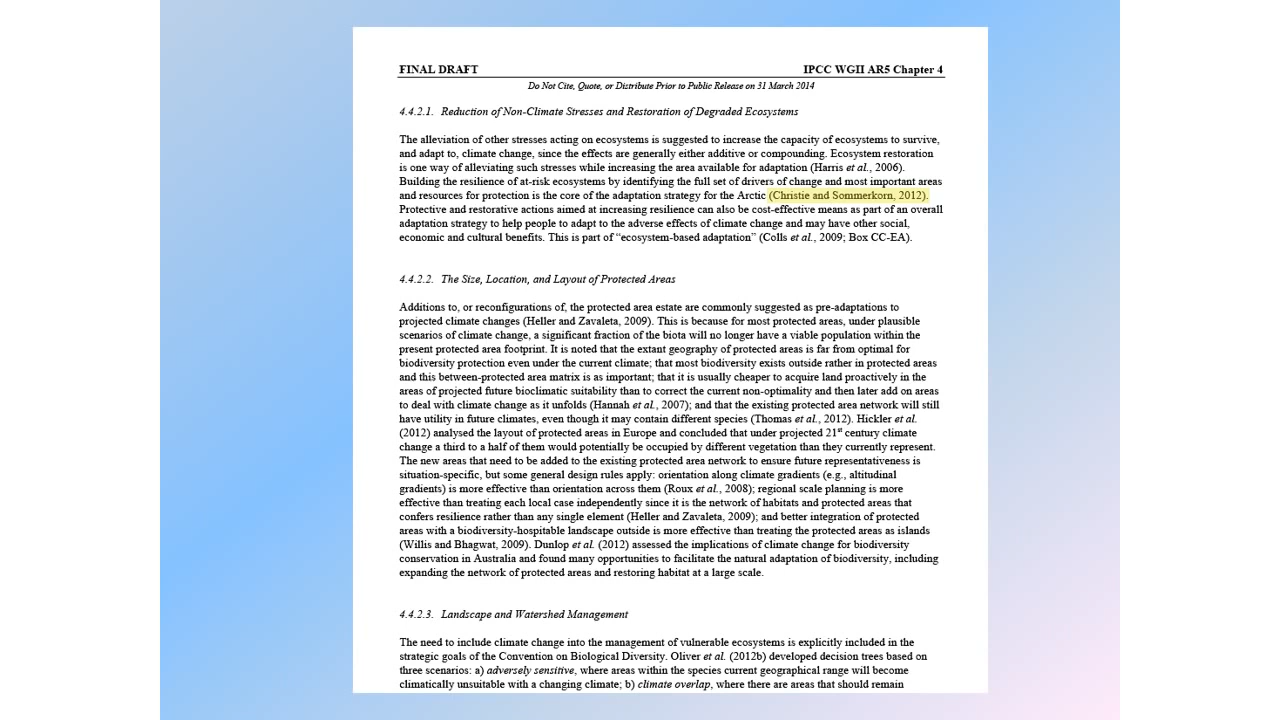 FINAL DRAFT IPCC WGII AR5 Chapter 4
Do Not Cite, Quote, or Distribute Prior to Public Release on 31 March 2014
4.4.2.1. Reduction of Non-Climate Stresses and Restoration of Degraded Ecosystems
The alleviation of other stresses acting on ecosystems is suggested to increase the capacity of ecosystems to survive,
and adapt to, climate change, since the effects are generally either additive or compounding. Ecosystem restoration
is one way of alleviating such stresses while increasing the area available for adaptation (Harris et al., 2006).
Building the resilience of at-risk ecosystems by identifying the full set of drivers of change and most important areas
and resources for protection is the core of the adaptation strategy for the Arctic (Christie and Sommerkorn, 2012).
Protective and restorative actions aimed at increasing resilience can also be cost-effective means as part of an overall
adaptation strategy to help people to adapt to the adverse effects of climate change and may have other social,
economic and cultural benefits. This is part of “ecosystem-based adaptation” (Colls et al., 2009; Box CC-EA).
4.4.2.2. The Size, Location, and Layout of Protected Areas
Additions to, or reconfigurations of, the protected area estate are commonly suggested as pre-adaptations to
projected climate changes (Heller and Zavaleta, 2009). This is because for most protected areas, under plausible
scenarios of climate change, a significant fraction of the biota will no longer have a viable population within the
present protected area footprint. It is noted that the extant geography of protected areas is far from optimal for
biodiversity protection even under the current climate; that most biodiversity exists outside rather in protected areas
and this between-protected area matrix is as important; that it is usually cheaper to acquire land proactively in the
areas of projected future bioclimatic suitability than to correct the current non-optimality and then later add on areas
to deal with climate change as it unfolds (Hannah et al., 2007); and that the existing protected area network will still
have utility in future climates, even though it may contain different species (Thomas et al., 2012). Hickler et al.
(2012) analysed the layout of protected areas in Europe and concluded that under projected 21st century climate
change a third to a half of them would potentially be occupied by different vegetation than they currently represent.
The new areas that need to be added to the existing protected area network to ensure future representativeness is
situation-specific, but some general design rules apply: orientation along climate gradients (e.g., altitudinal
gradients) is more effective than orientation across them (Roux et al., 2008); regional scale planning is more
effective than treating each local case independently since it is the network of habitats and protected areas that
confers resilience rather than any single element (Heller and Zavaleta, 2009); and better integration of protected
areas with a biodiversity-hospitable landscape outside is more effective than treating the protected areas as islands
(Willis and Bhagwat, 2009). Dunlop et al. (2012) assessed the implications of climate change for biodiversity
conservation in Australia and found many opportunities to facilitate the natural adaptation of biodiversity, including
expanding the network of protected areas and restoring habitat at a large scale.
4.4.2.3. Landscape and Watershed Management
The need to include climate change into the management of vulnerable ecosystems is explicitly included in the
strategic goals of the Convention on Biological Diversity. Oliver et al. (2012b) developed decision trees based on
three scenarios: a) adversely sensitive, where areas within the species current geographical range will become
climatically unsuitable with a changing climate; b) climate overlap, where there are areas that should remain